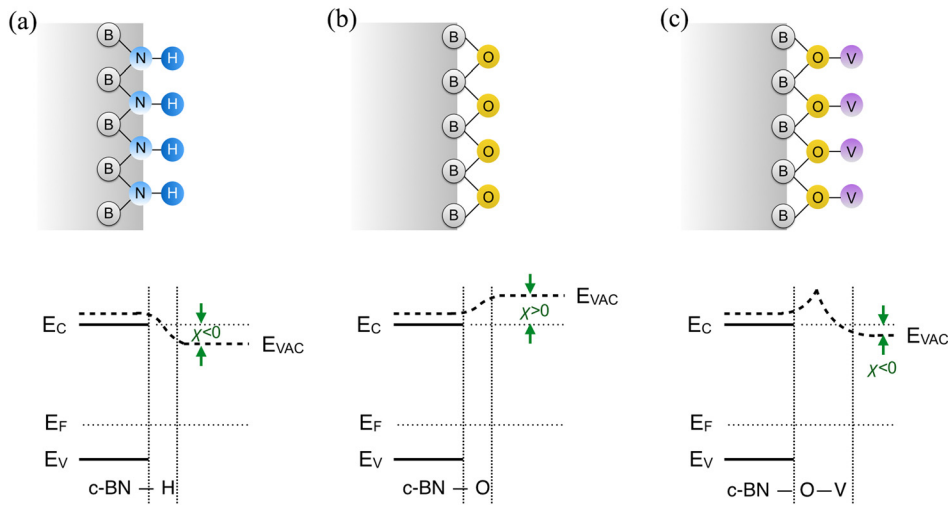 (a) (b) (c)
B B B
N H O O V
B B B
N H O O V
B B B
N H O O V
B B B
N H O O V
B B B
E_C χ<0 E_VAC
E_F
E_V
c-BN — H
E_C χ>0 E_VAC
E_F
E_V
c-BN — O
E_C χ<0 E_VAC
E_F
E_V
c-BN — O — V